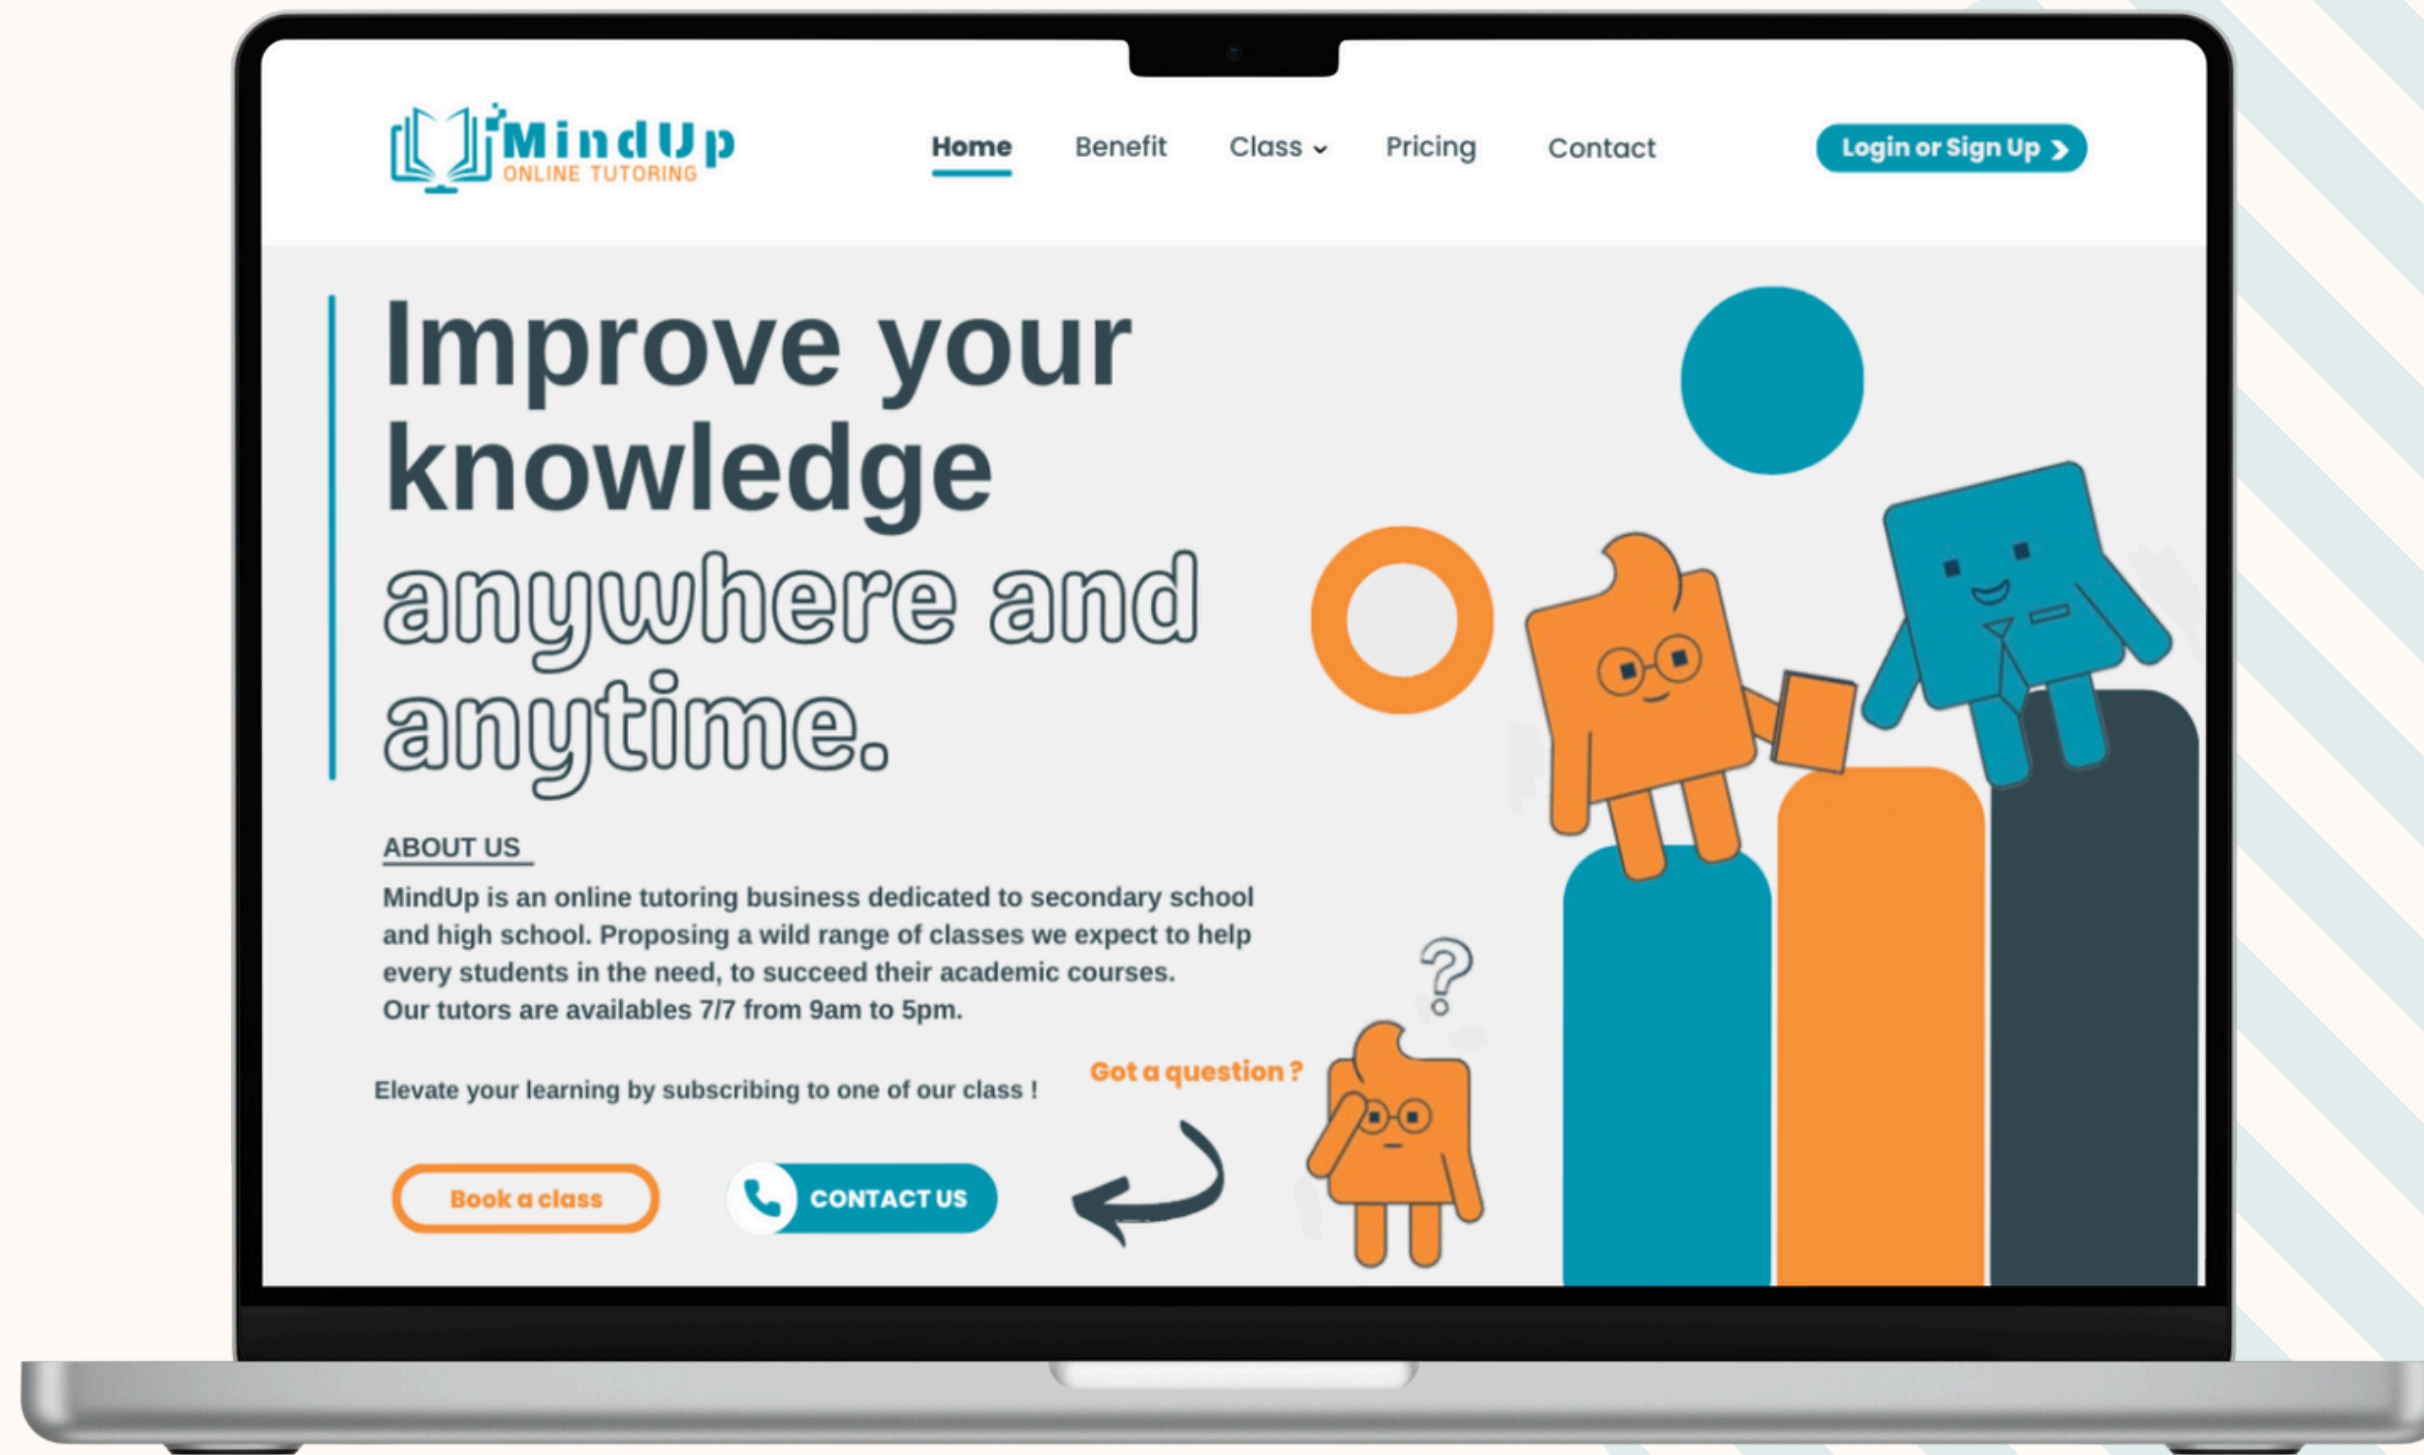 MindUp
ONLINE TUTORING
Home Benefit Class Pricing Contact
Login or Sign Up
Improve your
knowledge
anywhere and
anytime.
ABOUT US
MindUp is an online tutoring business dedicated to secondary school
and high school. Proposing a wild range of classes we expect to help
every students in the need, to succeed their academic courses.
Our tutors are availables 7/7 from 9am to 5pm.
Elevate your learning by subscribing to one of our class !
Got a question ?
?
Book a class
CONTACT US